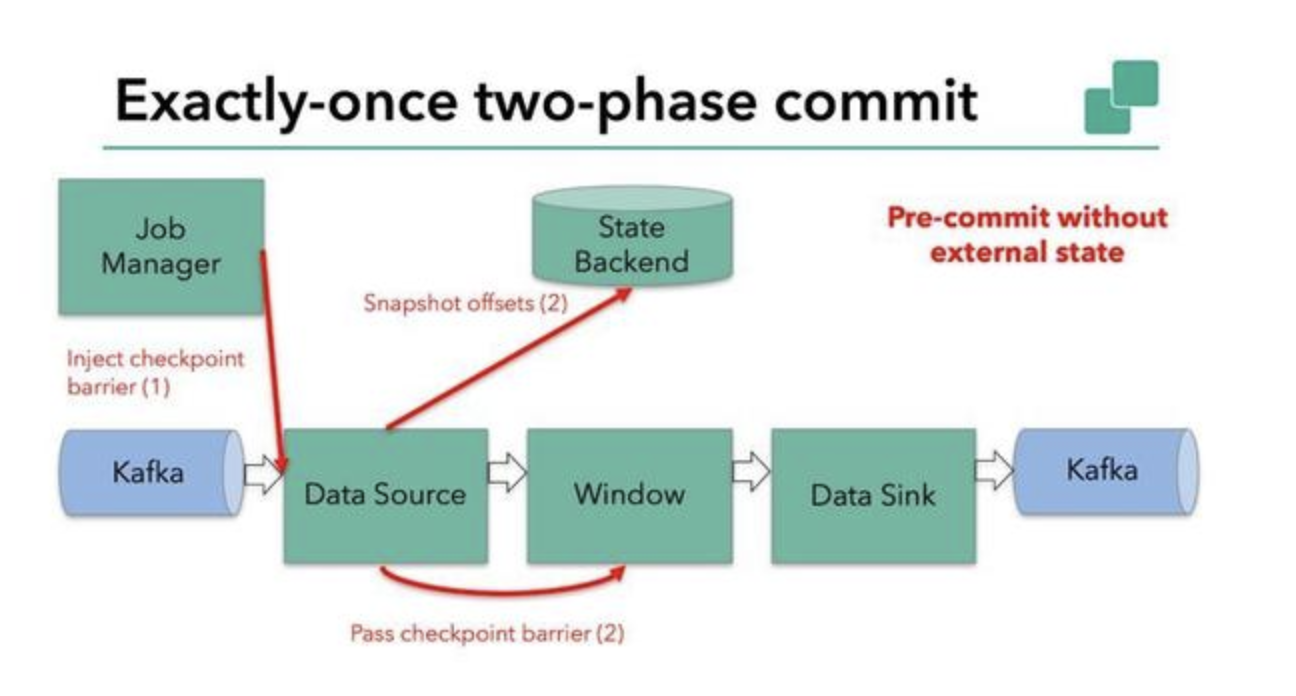 Exactly-once two-phase commit
Job
Manager
State
Backend
Pre-commit without
external state
Snapshot offsets (2)
Inject checkpoint
barrier (1)
Kafka
Data Source
Window
Data Sink
Kafka
Pass checkpoint barrier (2)